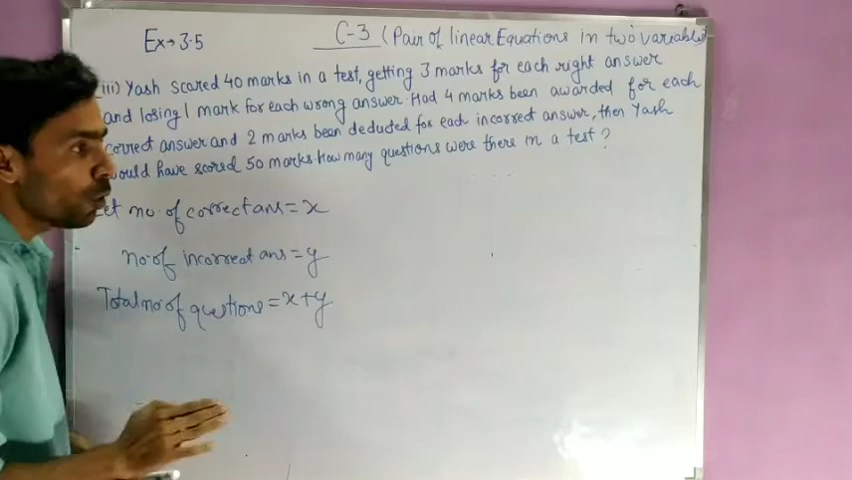 Ex→3.5
C-3 (Pair of linear Equations in two variables)
(iii) Yash scored 40 marks in a test, getting 3 marks for each right answer
and losing 1 mark for each wrong answer. Had 4 marks been awarded for each
correct answer and 2 marks been deducted for each incorrect answer, then Yash
would have scored 50 marks. how many questions were there in a test?
Let no. of correct ans = x
no. of incorrect ans = y
Total no. of questions = x+y